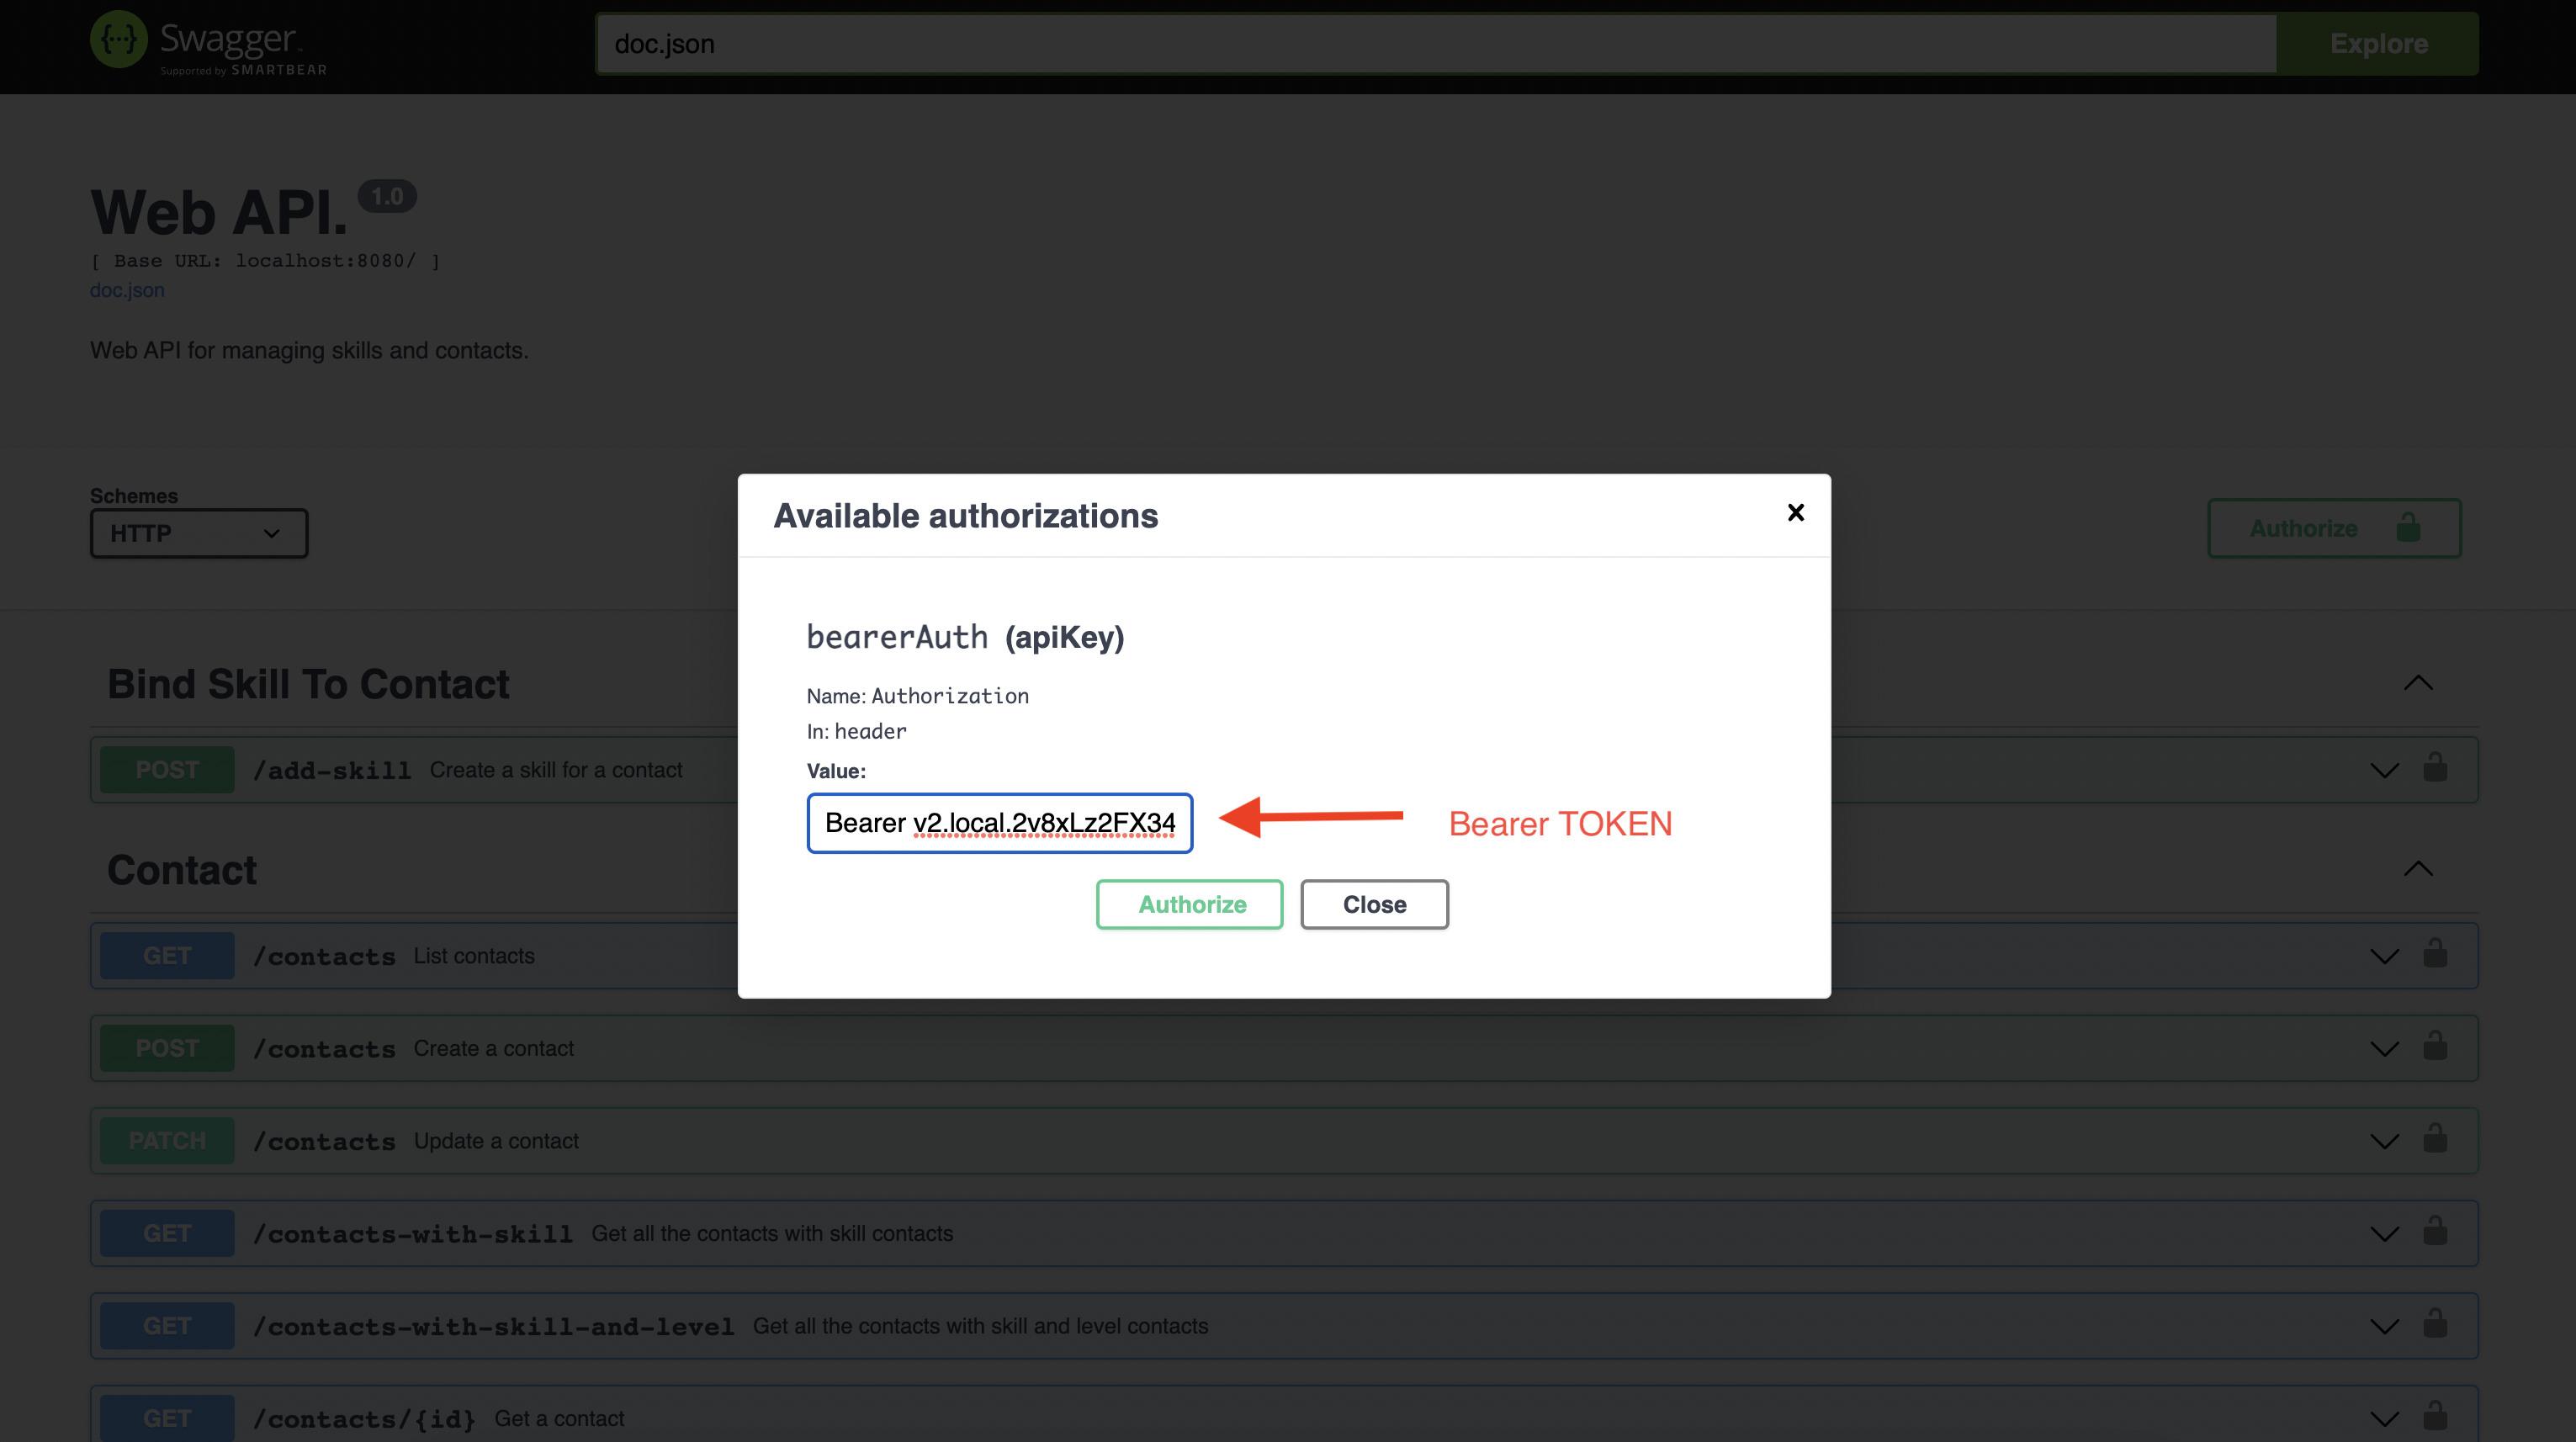 {···} Swagger™
Supported by SMARTBEAR
doc.json
Explore
Web API. 1.0
[ Base URL: localhost:8080/ ]
doc.json
Web API for managing skills and contacts.
Schemes
HTTP
Authorize
Available authorizations
×
bearerAuth (apiKey)
Name: Authorization
In: header
Value:
Bearer v2.local.2v8xLz2FX34
Bearer TOKEN
Authorize
Close
Bind Skill To Contact
POST /add-skill Create a skill for a contact
Contact
GET /contacts List contacts
POST /contacts Create a contact
PATCH /contacts Update a contact
GET /contacts-with-skill Get all the contacts with skill contacts
GET /contacts-with-skill-and-level Get all the contacts with skill and level contacts
GET /contacts/{id} Get a contact